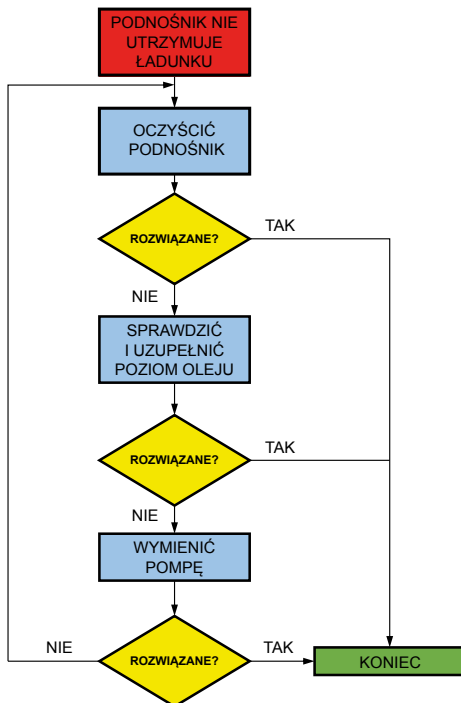 PODNOŚNIK NIE
UTRZYMUJE
ŁADUNKU
OCZYŚCIĆ
PODNOŚNIK
ROZWIĄZANE?
TAK
NIE
SPRAWDZIĆ
I UZUPEŁNIĆ
POZIOM OLEJU
ROZWIĄZANE?
TAK
NIE
WYMIENIĆ
POMPĘ
NIE
ROZWIĄZANE?
TAK
KONIEC